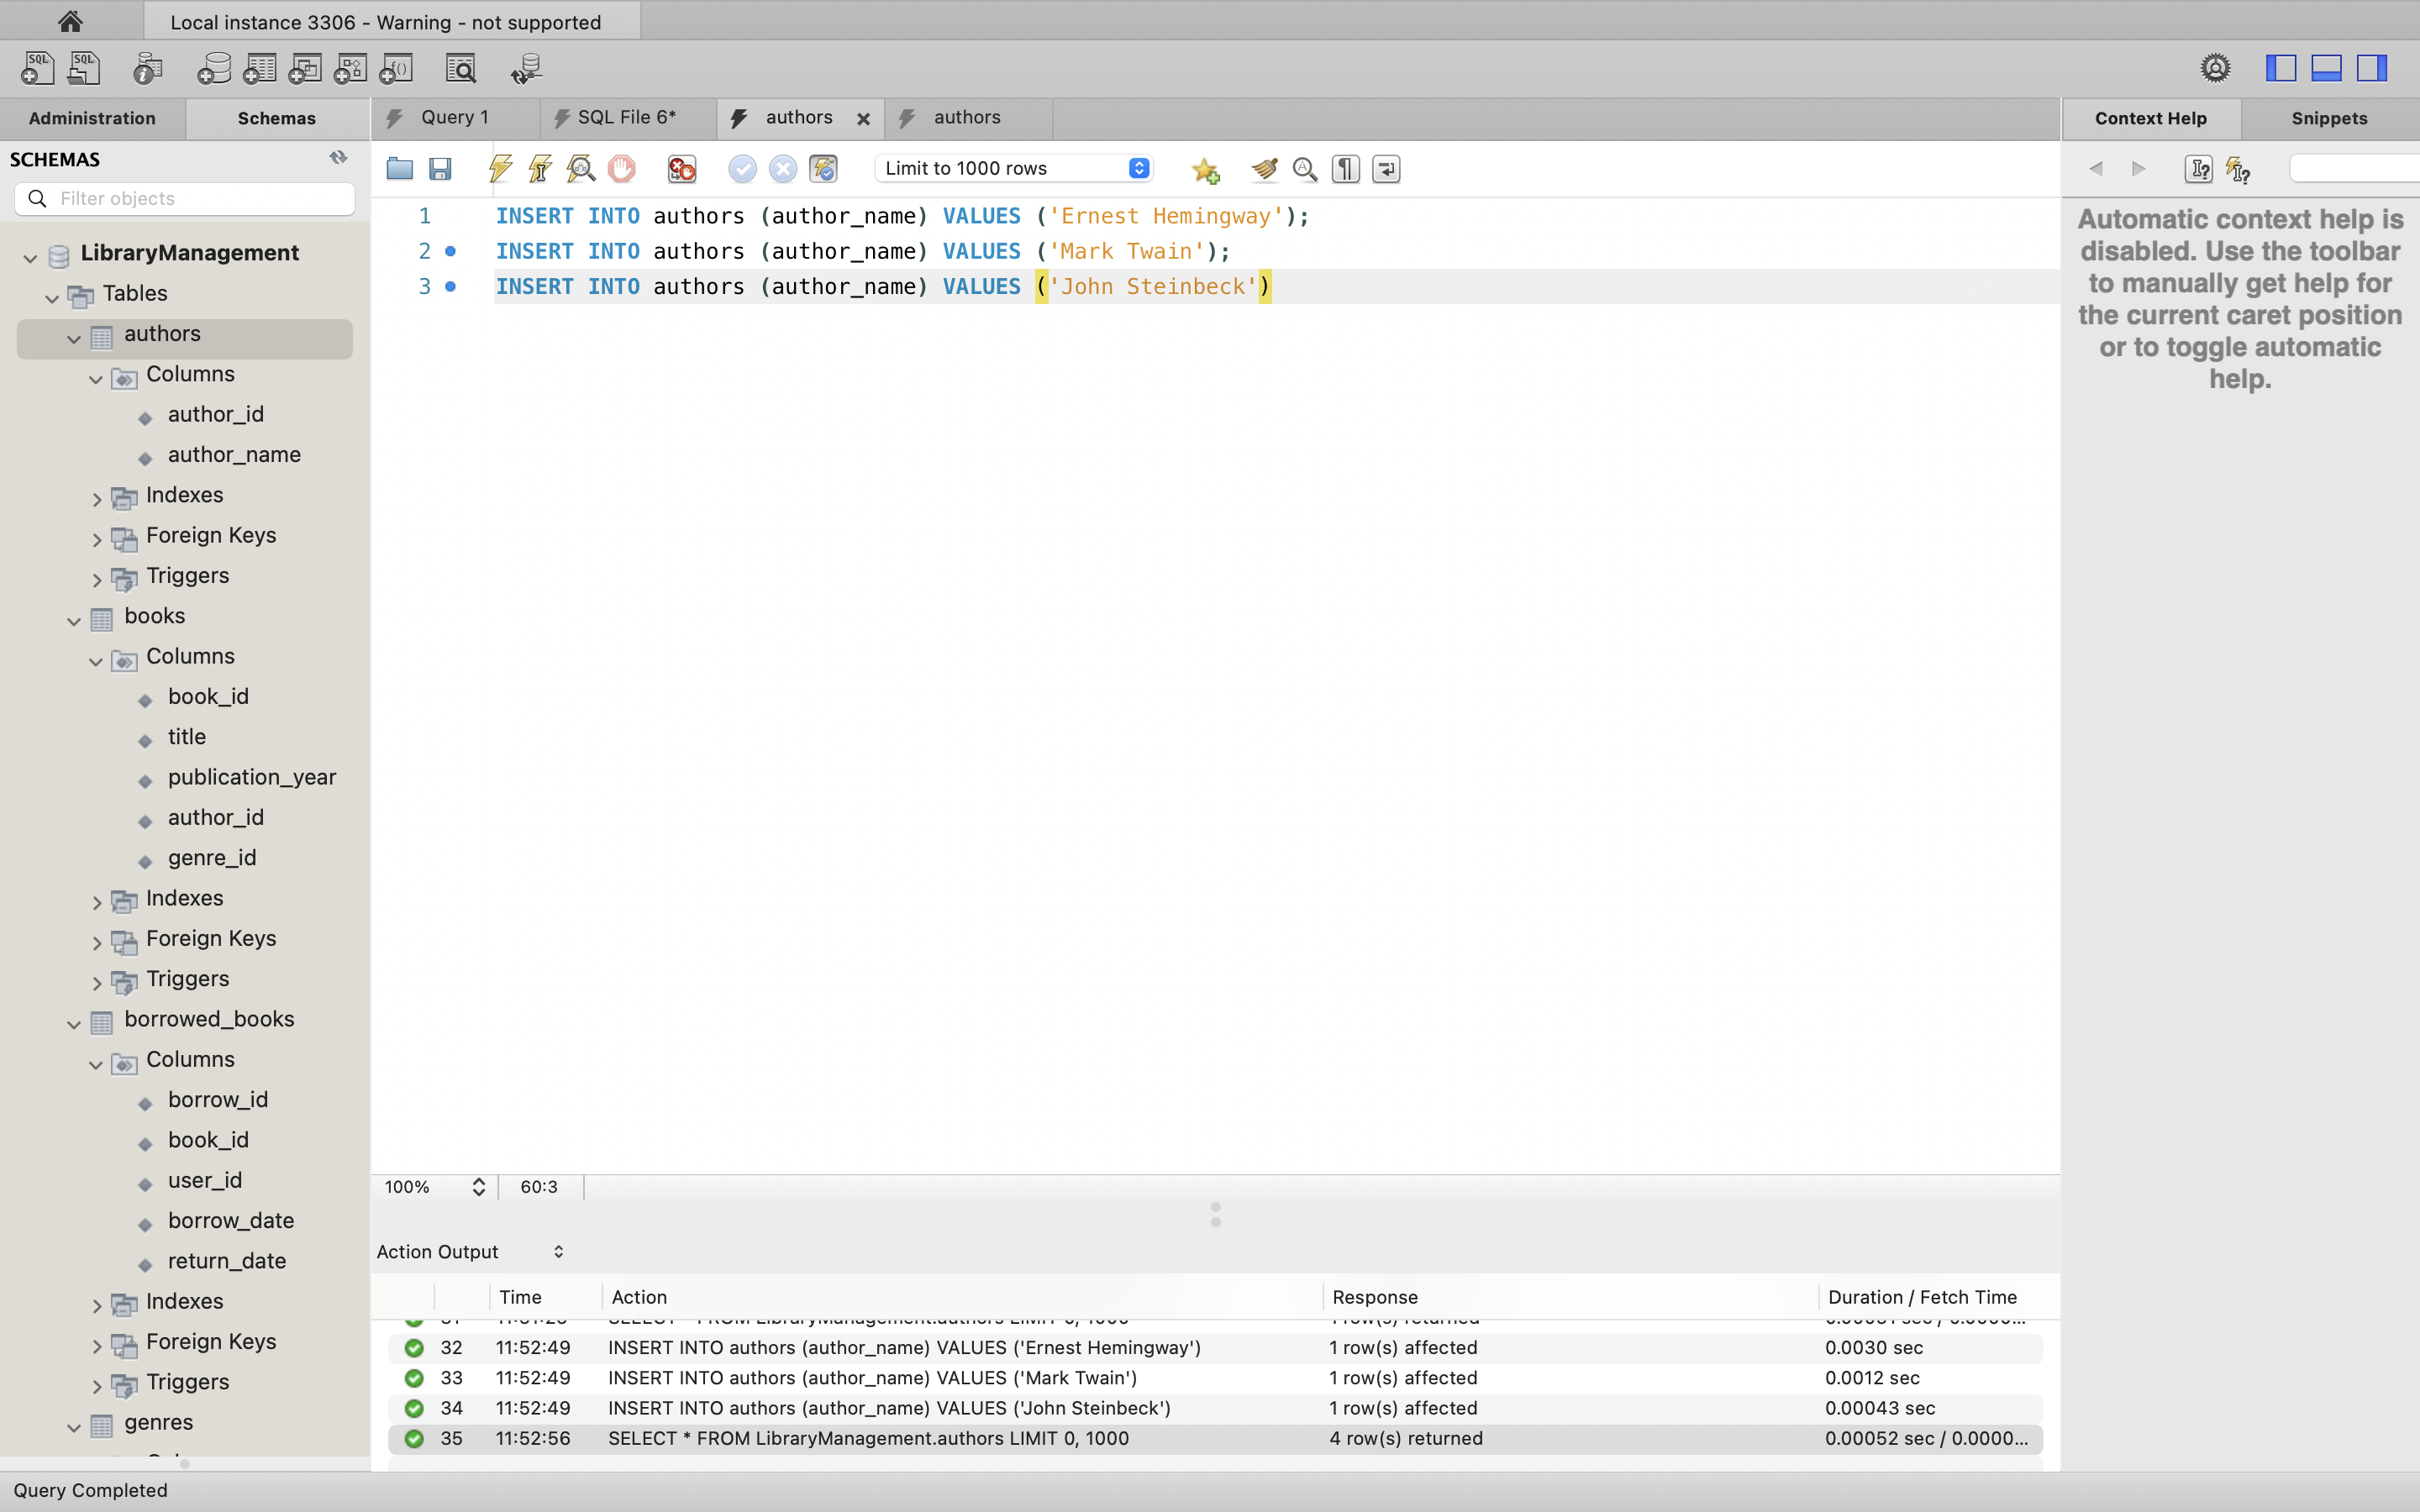 Local instance 3306 - Warning - not supported
SQL SQL
Administration Schemas
SCHEMAS
Filter objects
LibraryManagement
Tables
authors
Columns
author_id
author_name
Indexes
Foreign Keys
Triggers
books
Columns
book_id
title
publication_year
author_id
genre_id
Indexes
Foreign Keys
Triggers
borrowed_books
Columns
borrow_id
book_id
user_id
borrow_date
return_date
Indexes
Foreign Keys
Triggers
genres
Query 1 SQL File 6* authors authors
Limit to 1000 rows
1 INSERT INTO authors (author_name) VALUES ('Ernest Hemingway');
2 INSERT INTO authors (author_name) VALUES ('Mark Twain');
3 INSERT INTO authors (author_name) VALUES ('John Steinbeck')
100% 60:3
Action Output
Time Action Response Duration / Fetch Time
32 11:52:49 INSERT INTO authors (author_name) VALUES ('Ernest Hemingway') 1 row(s) affected 0.0030 sec
33 11:52:49 INSERT INTO authors (author_name) VALUES ('Mark Twain') 1 row(s) affected 0.0012 sec
34 11:52:49 INSERT INTO authors (author_name) VALUES ('John Steinbeck') 1 row(s) affected 0.00043 sec
35 11:52:56 SELECT * FROM LibraryManagement.authors LIMIT 0, 1000 4 row(s) returned 0.00052 sec / 0.0000...
Context Help Snippets
Automatic context help is
disabled. Use the toolbar
to manually get help for
the current caret position
or to toggle automatic
help.
Query Completed